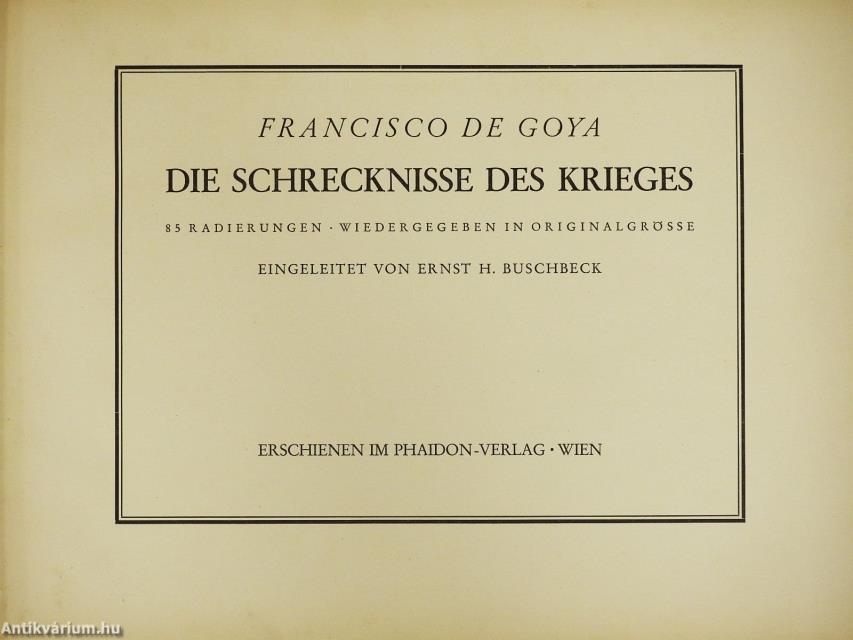 FRANCISCO DE GOYA
DIE SCHRECKNISSE DES KRIEGES
85 RADIERUNGEN · WIEDERGEGEBEN IN ORIGINALGRÖSSE
EINGELEITET VON ERNST H. BUSCHBECK
ERSCHIENEN IM PHAIDON-VERLAG · WIEN
Antikvárium.hu